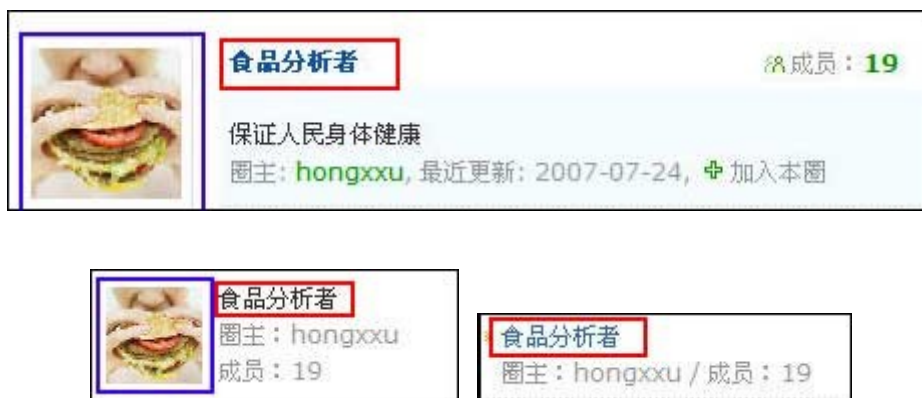 食品分析者
成员：19
保证人民身体健康
圈主: hongxxu, 最近更新: 2007-07-24, 加入本圈
食品分析者
圈主：hongxxu
成员：19
食品分析者
圈主：hongxxu / 成员：19